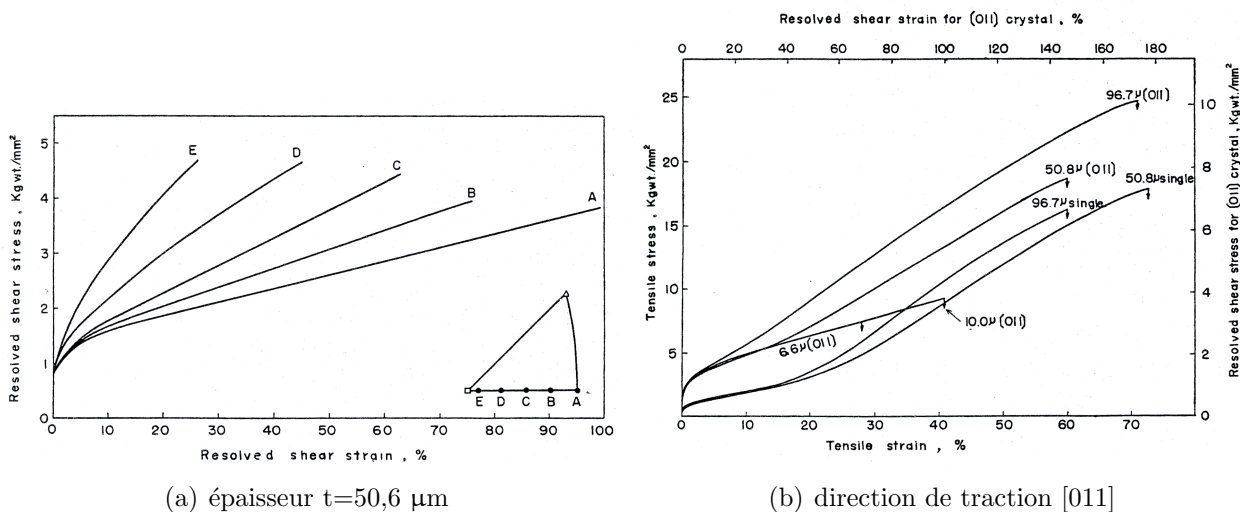 Resolved shear stress, Kgwt./mm²
5
4
3
2
1
0
E
D
C
B
A
E D C B A
0 10 20 30 40 50 60 70 80 90 100
Resolved shear strain, %
(a) épaisseur t=50,6 μm
Resolved shear strain for (011) crystal, %
0 20 40 60 80 100 120 140 160 180
Tensile stress, Kgwt./mm²
25
20
15
10
5
96.7μ(011)
50.8μ(011)
50.8μsingle
96.7μsingle
10.0μ(011)
6.6μ(011)
10
8
6
4
2
0
Resolved shear stress for (011) crystal, Kgwt./mm²
0 10 20 30 40 50 60 70
Tensile strain, %
(b) direction de traction [011]